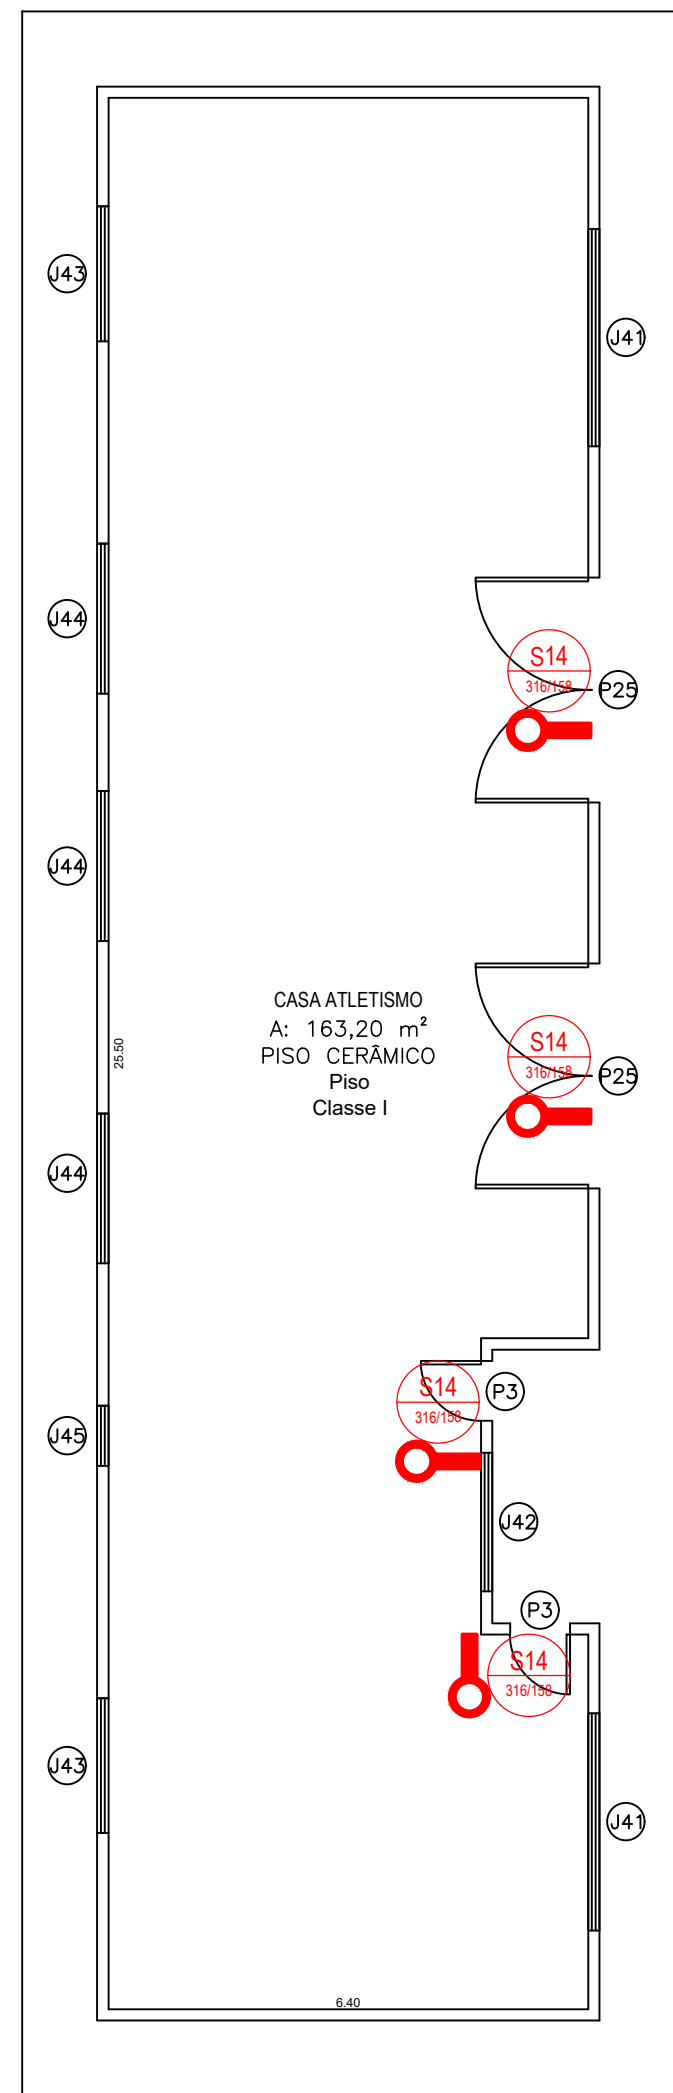 J43
J41
J44
S14
316/158
P25
J44
CASA ATLETISMO
A: 163,20 m²
PISO CERÂMICO
Piso
Classe I
25.50
S14
316/158
P25
J44
S14
316/158
P3
J45
J42
P3
S14
316/158
J43
J41
6.40